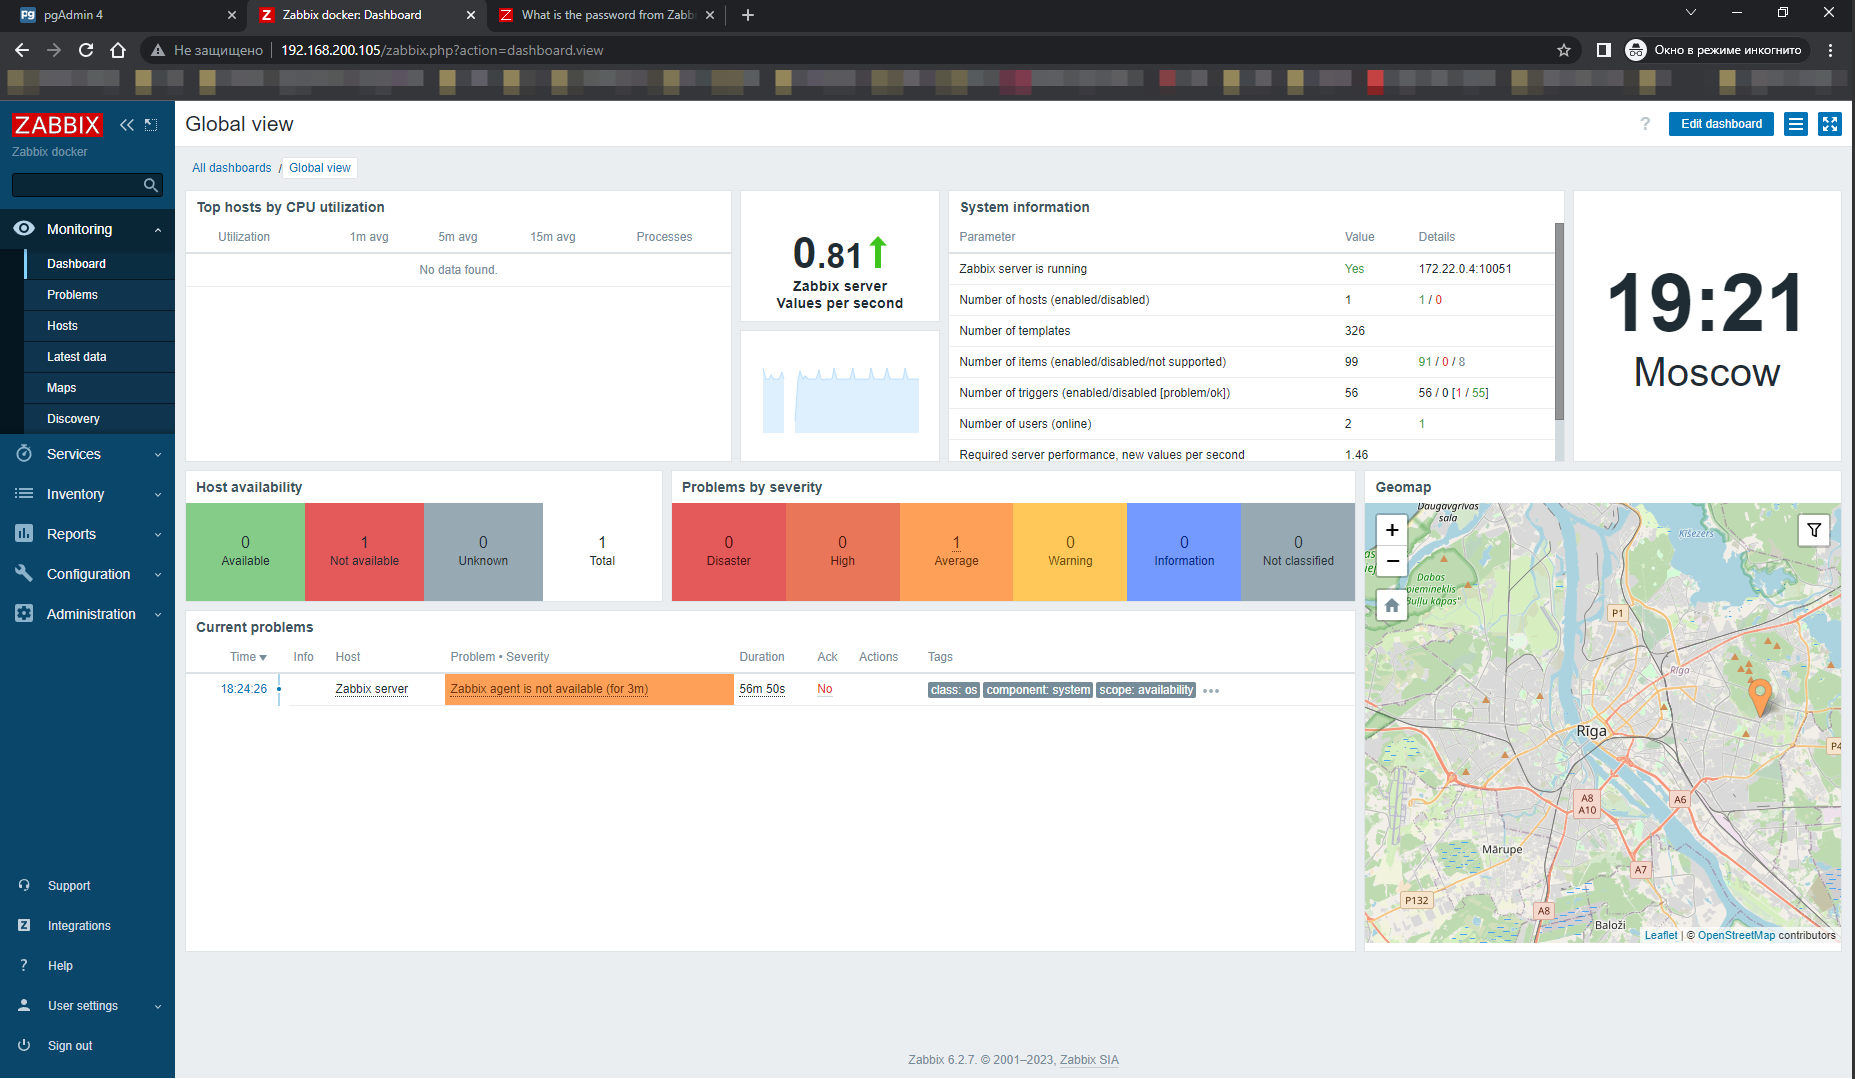 pgAdmin 4
Zabbix docker: Dashboard
What is the password from Zabb
Не защищено
192.168.200.105/zabbix.php?action=dashboard.view
Окно в режиме инкогнито
ZABBIX
Zabbix docker
Monitoring
Dashboard
Problems
Hosts
Latest data
Maps
Discovery
Services
Inventory
Reports
Configuration
Administration
Support
Integrations
Help
User settings
Sign out
Global view
? Edit dashboard
All dashboards / Global view
Top hosts by CPU utilization
Utilization 1m avg 5m avg 15m avg Processes
No data found.
0.81
Zabbix server
Values per second
System information
Parameter Value Details
Zabbix server is running Yes 172.22.0.4:10051
Number of hosts (enabled/disabled) 1 1 / 0
Number of templates 326
Number of items (enabled/disabled/not supported) 99 91 / 0 / 8
Number of triggers (enabled/disabled [problem/ok]) 56 56 / 0 [1 / 55]
Number of users (online) 2 1
Required server performance, new values per second 1.46
19:21
Moscow
Host availability
0 Available
1 Not available
0 Unknown
1 Total
Problems by severity
0 Disaster
0 High
1 Average
0 Warning
0 Information
0 Not classified
Current problems
Time Info Host Problem • Severity Duration Ack Actions Tags
18:24:26 Zabbix server Zabbix agent is not available (for 3m) 56m 50s No class: os component: system scope: availability •••
Geomap
+
−
Daugavgrīvas
sala
Ķīšezers
Dabas
piemineklis
"Buļļu kāpas"
P1
Rīga
Rīga
P4
A8
A10
A6
Mārupe
A7
P132
A8
Baloži
Leaflet | © OpenStreetMap contributors
Zabbix 6.2.7. © 2001–2023, Zabbix SIA